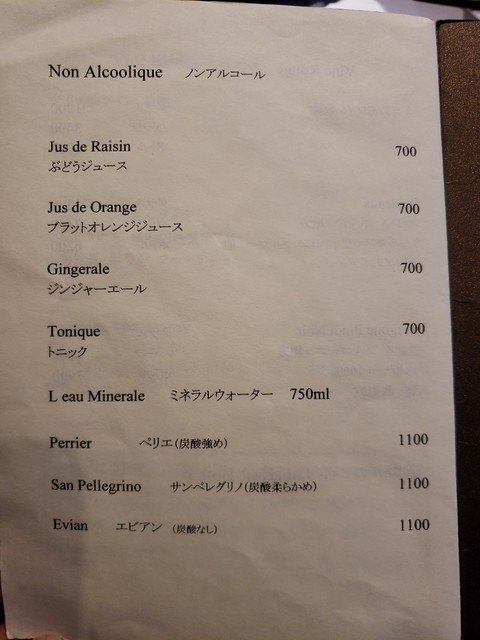 Non Alcoolique ノンアルコール
Jus de Raisin 700
ぶどうジュース
Jus de Orange 700
ブラットオレンジジュース
Gingerale 700
ジンジャーエール
Tonique 700
トニック
L eau Minerale ミネラルウォーター 750ml
Perrier ペリエ(炭酸強め) 1100
San Pellegrino サンペレグリノ(炭酸柔らかめ) 1100
Evian エビアン (炭酸なし) 1100